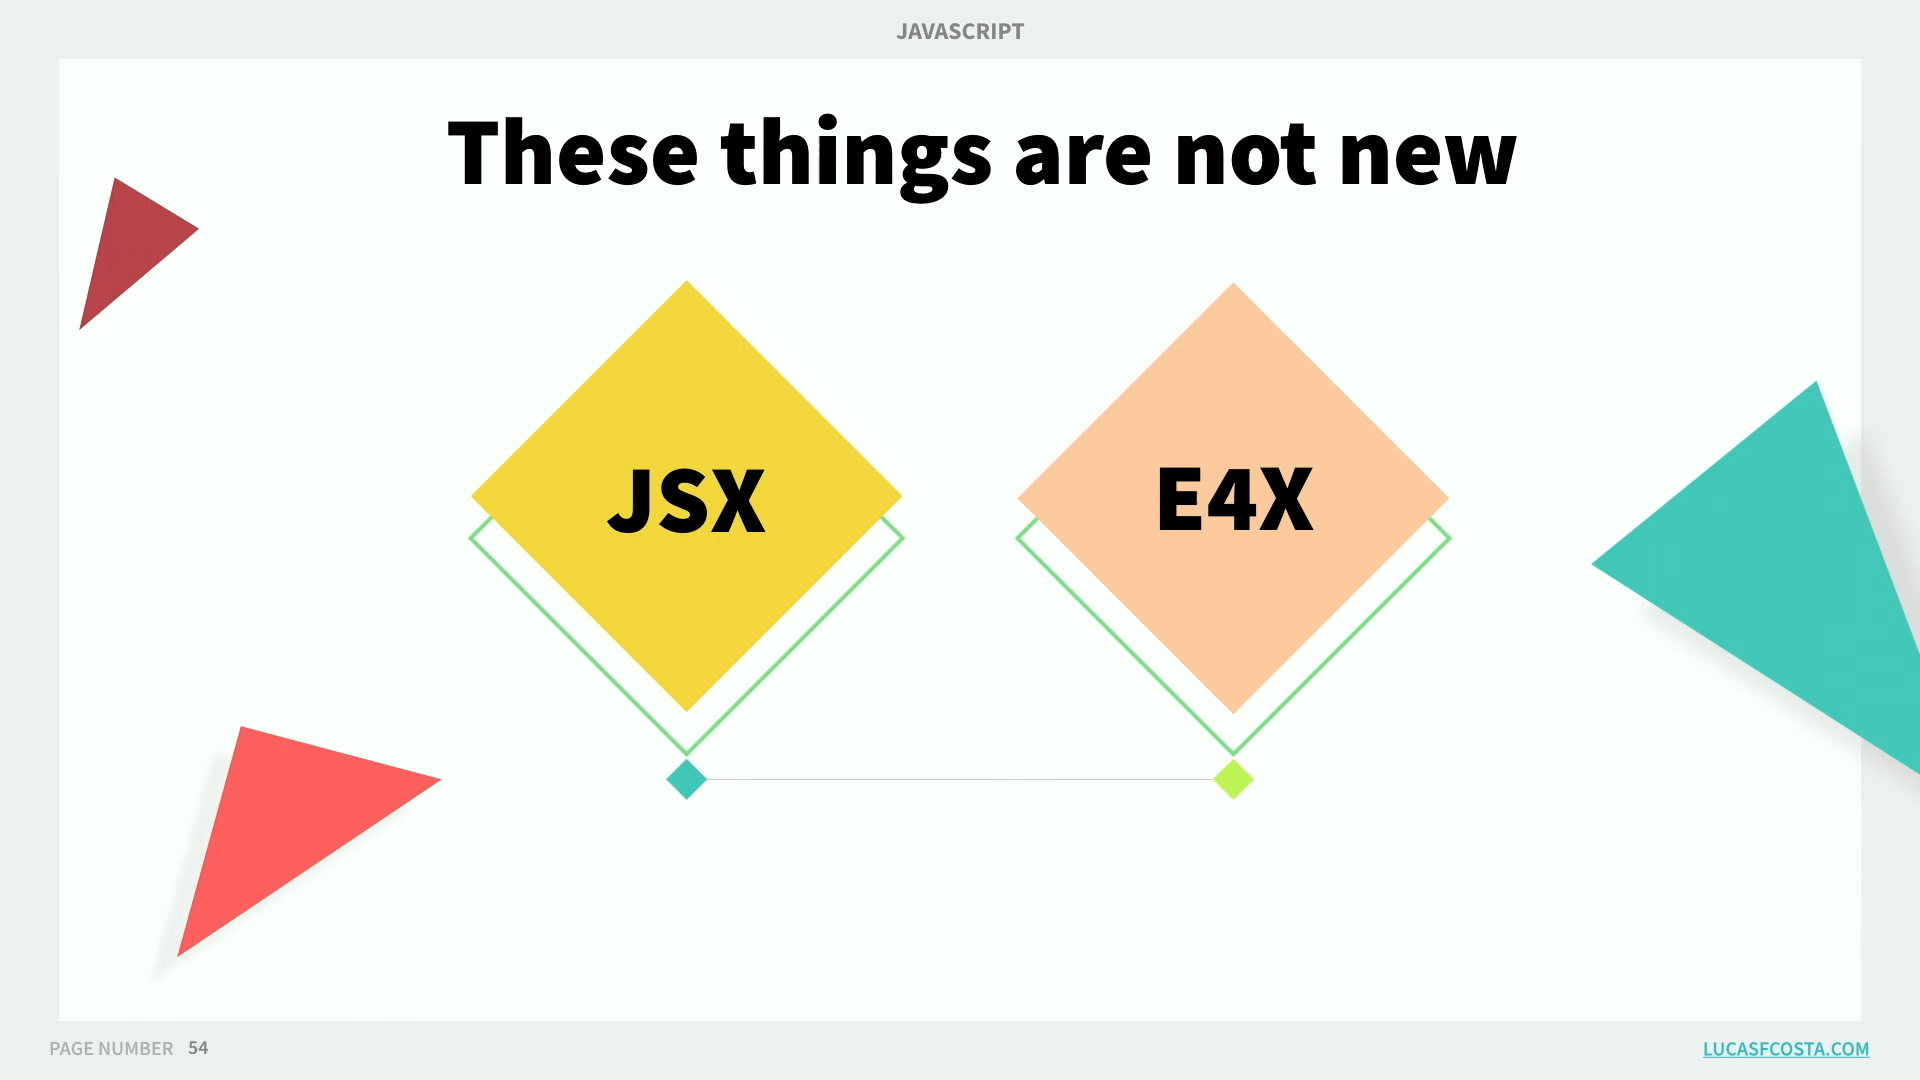 JAVASCRIPT
These things are not new
JSX
E4X
PAGE NUMBER 54
LUCASFCOSTA.COM